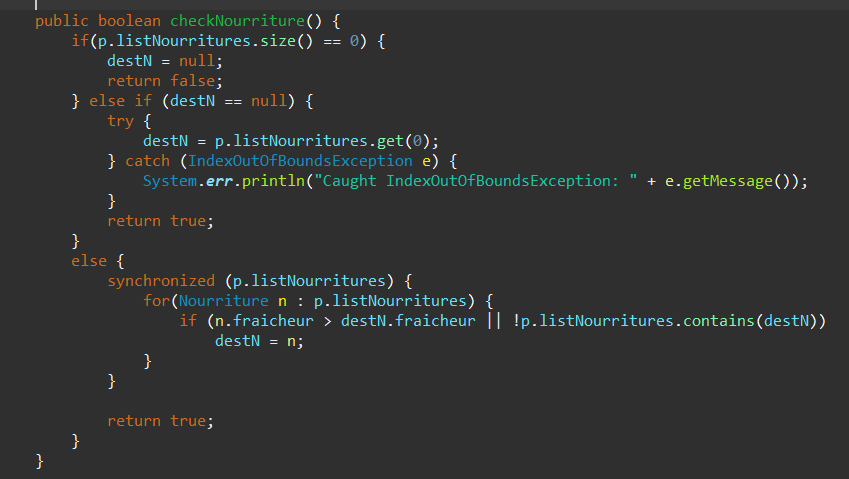 public boolean checkNourriture() {
    if(p.listNourritures.size() == 0) {
        destN = null;
        return false;
    } else if (destN == null) {
        try {
            destN = p.listNourritures.get(0);
        } catch (IndexOutOfBoundsException e) {
            System.err.println("Caught IndexOutOfBoundsException: " + e.getMessage());
        }
        return true;
    }
    else {
        synchronized (p.listNourritures) {
            for(Nourriture n : p.listNourritures) {
                if (n.fraicheur > destN.fraicheur || !p.listNourritures.contains(destN))
                    destN = n;
            }
        }

        return true;
    }
}